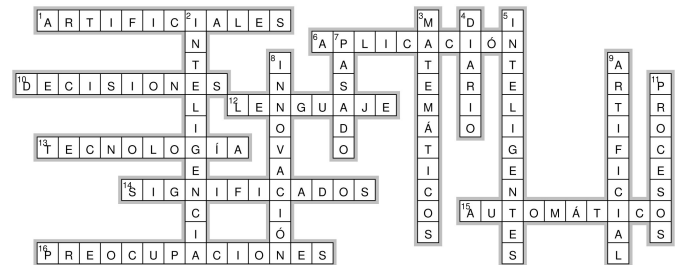 1 ARTIFICIALES
2 INTELIGENCIA
3 MATEMÁTICOS
4 DIARIO
5 INTELIGENTES
6 APLICACIÓN
7 PASADO
8 INNOVACIÓN
9 ARTIFICIAL
10 DECISIONES
11 PROCESOS
12 LENGUAJE
13 TECNOLOGÍA
14 SIGNIFICADOS
15 AUTOMÁTICO
16 PREOCUPACIONES